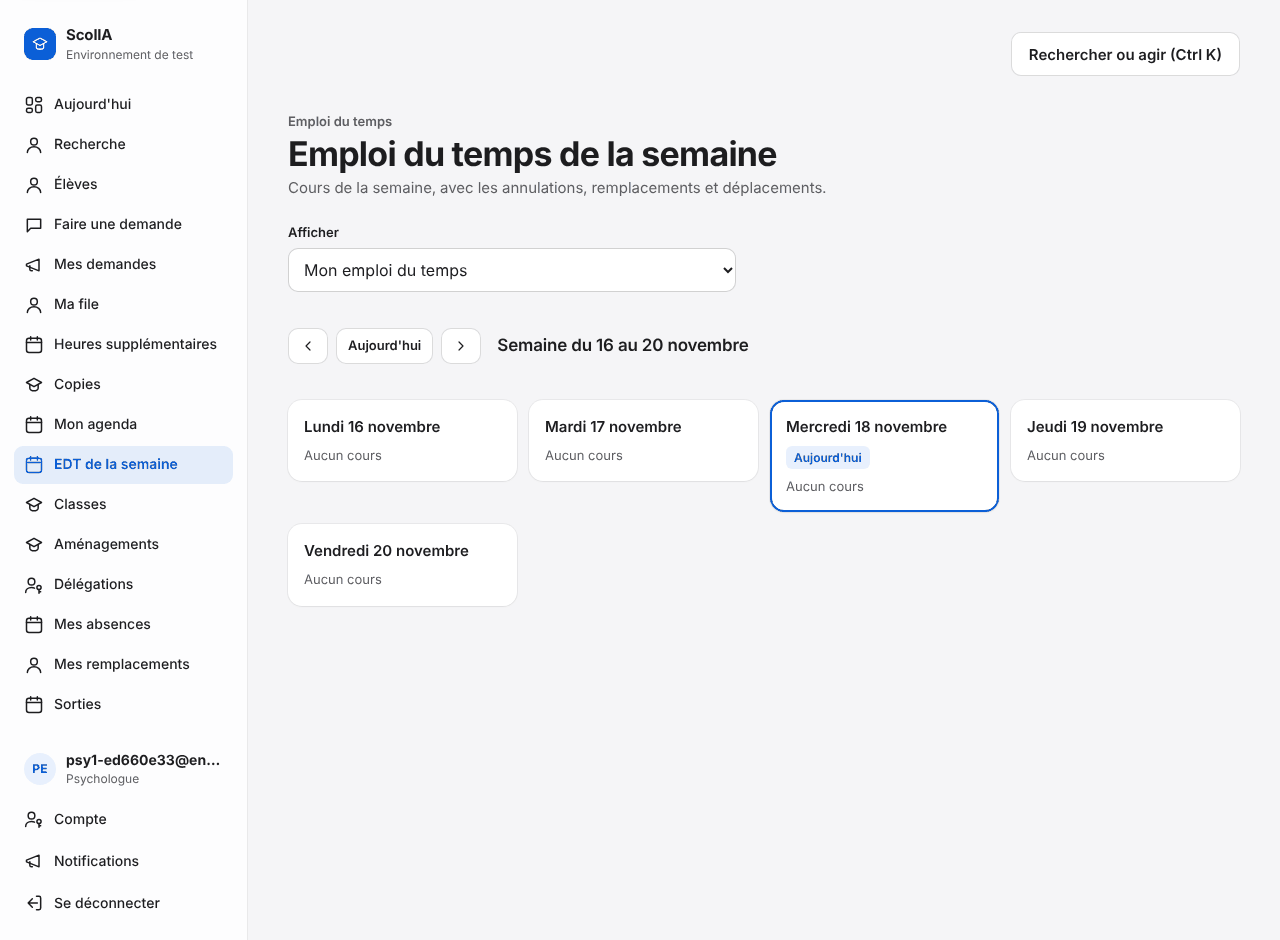 ScolIA
Environnement de test
Aujourd'hui
Recherche
Élèves
Faire une demande
Mes demandes
Ma file
Heures supplémentaires
Copies
Mon agenda
EDT de la semaine
Classes
Aménagements
Délégations
Mes absences
Mes remplacements
Sorties
PE
psy1-ed660e33@en...
Psychologue
Compte
Notifications
Se déconnecter
Rechercher ou agir (Ctrl K)
Emploi du temps
Emploi du temps de la semaine
Cours de la semaine, avec les annulations, remplacements et déplacements.
Afficher
Mon emploi du temps
Aujourd'hui
Semaine du 16 au 20 novembre
Lundi 16 novembre
Aucun cours
Mardi 17 novembre
Aucun cours
Mercredi 18 novembre
Aujourd'hui
Aucun cours
Jeudi 19 novembre
Aucun cours
Vendredi 20 novembre
Aucun cours